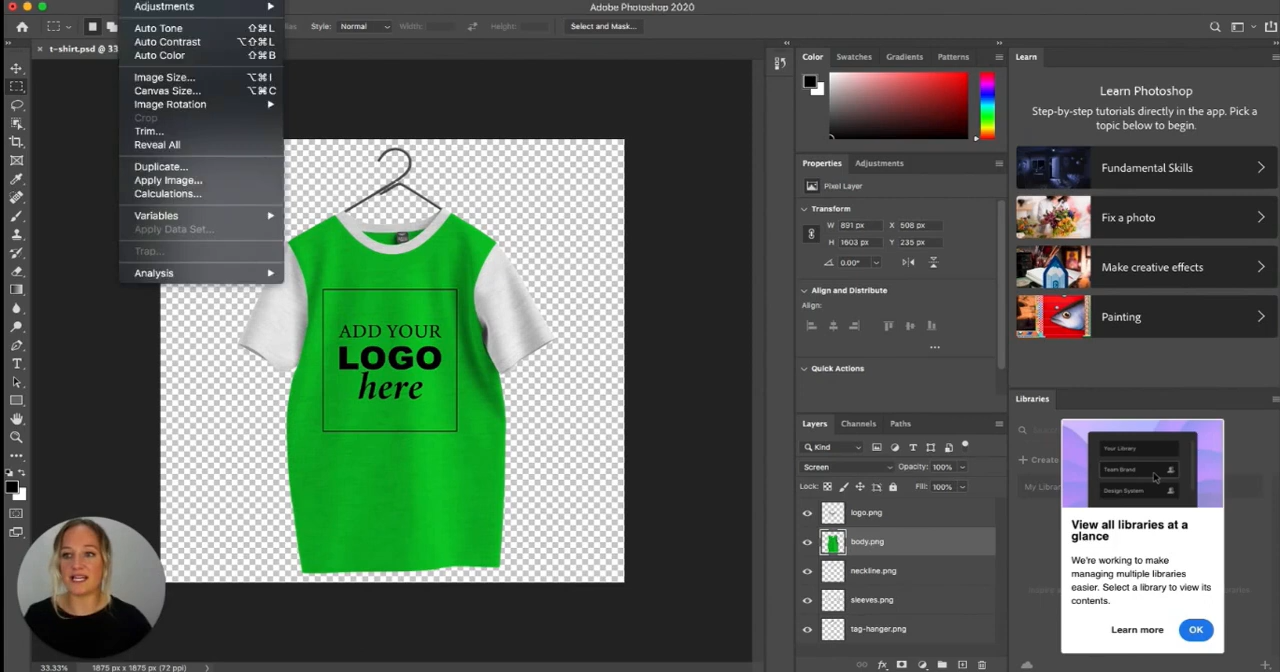 Adobe Photoshop 2020
Style: Normal Width: Height: Select and Mask...
t-shirt.psd @ 33
Adjustments
Auto Tone ⇧⌘L
Auto Contrast ⌥⇧⌘L
Auto Color ⇧⌘B
Image Size... ⌥⌘I
Canvas Size... ⌥⌘C
Image Rotation
Crop
Trim...
Reveal All
Duplicate...
Apply Image...
Calculations...
Variables
Apply Data Set...
Trap...
Analysis
ADD YOUR
LOGO
here
33.33% 1875 px x 1875 px (72 ppi)
Color Swatches Gradients Patterns
Properties Adjustments
Pixel Layer
Transform
W 891 px X 508 px
H 1603 px Y 235 px
0.00°
Align and Distribute
Align:
Quick Actions
Layers Channels Paths
Kind
Screen Opacity: 100%
Lock: Fill: 100%
logo.png
body.png
neckline.png
sleeves.png
tag-hanger.png
Learn
Learn Photoshop
Step-by-step tutorials directly in the app. Pick a
topic below to begin.
Fundamental Skills
Fix a photo
Make creative effects
Painting
Libraries
Create
My Librar
Your Library
Team Brand
Design System
View all libraries at a
glance
We're working to make
managing multiple libraries
easier. Select a library to view its
contents.
Learn more OK